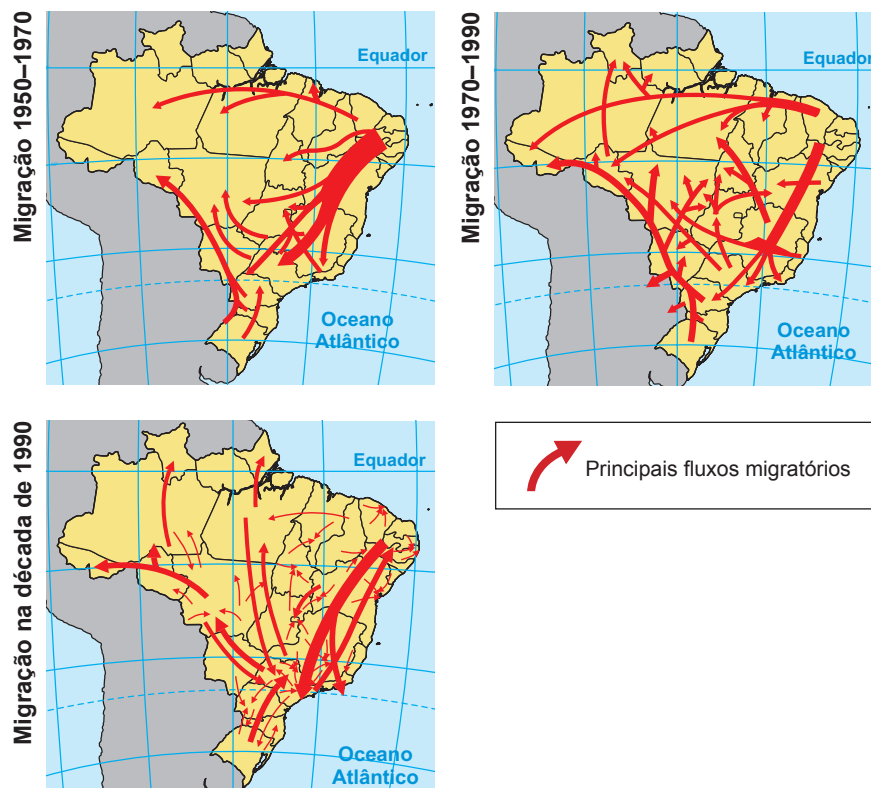 Migração 1950–1970
Equador
Oceano
Atlântico
Migração 1970–1990
Equador
Oceano
Atlântico
Migração na década de 1990
Equador
Oceano
Atlântico
Principais fluxos migratórios